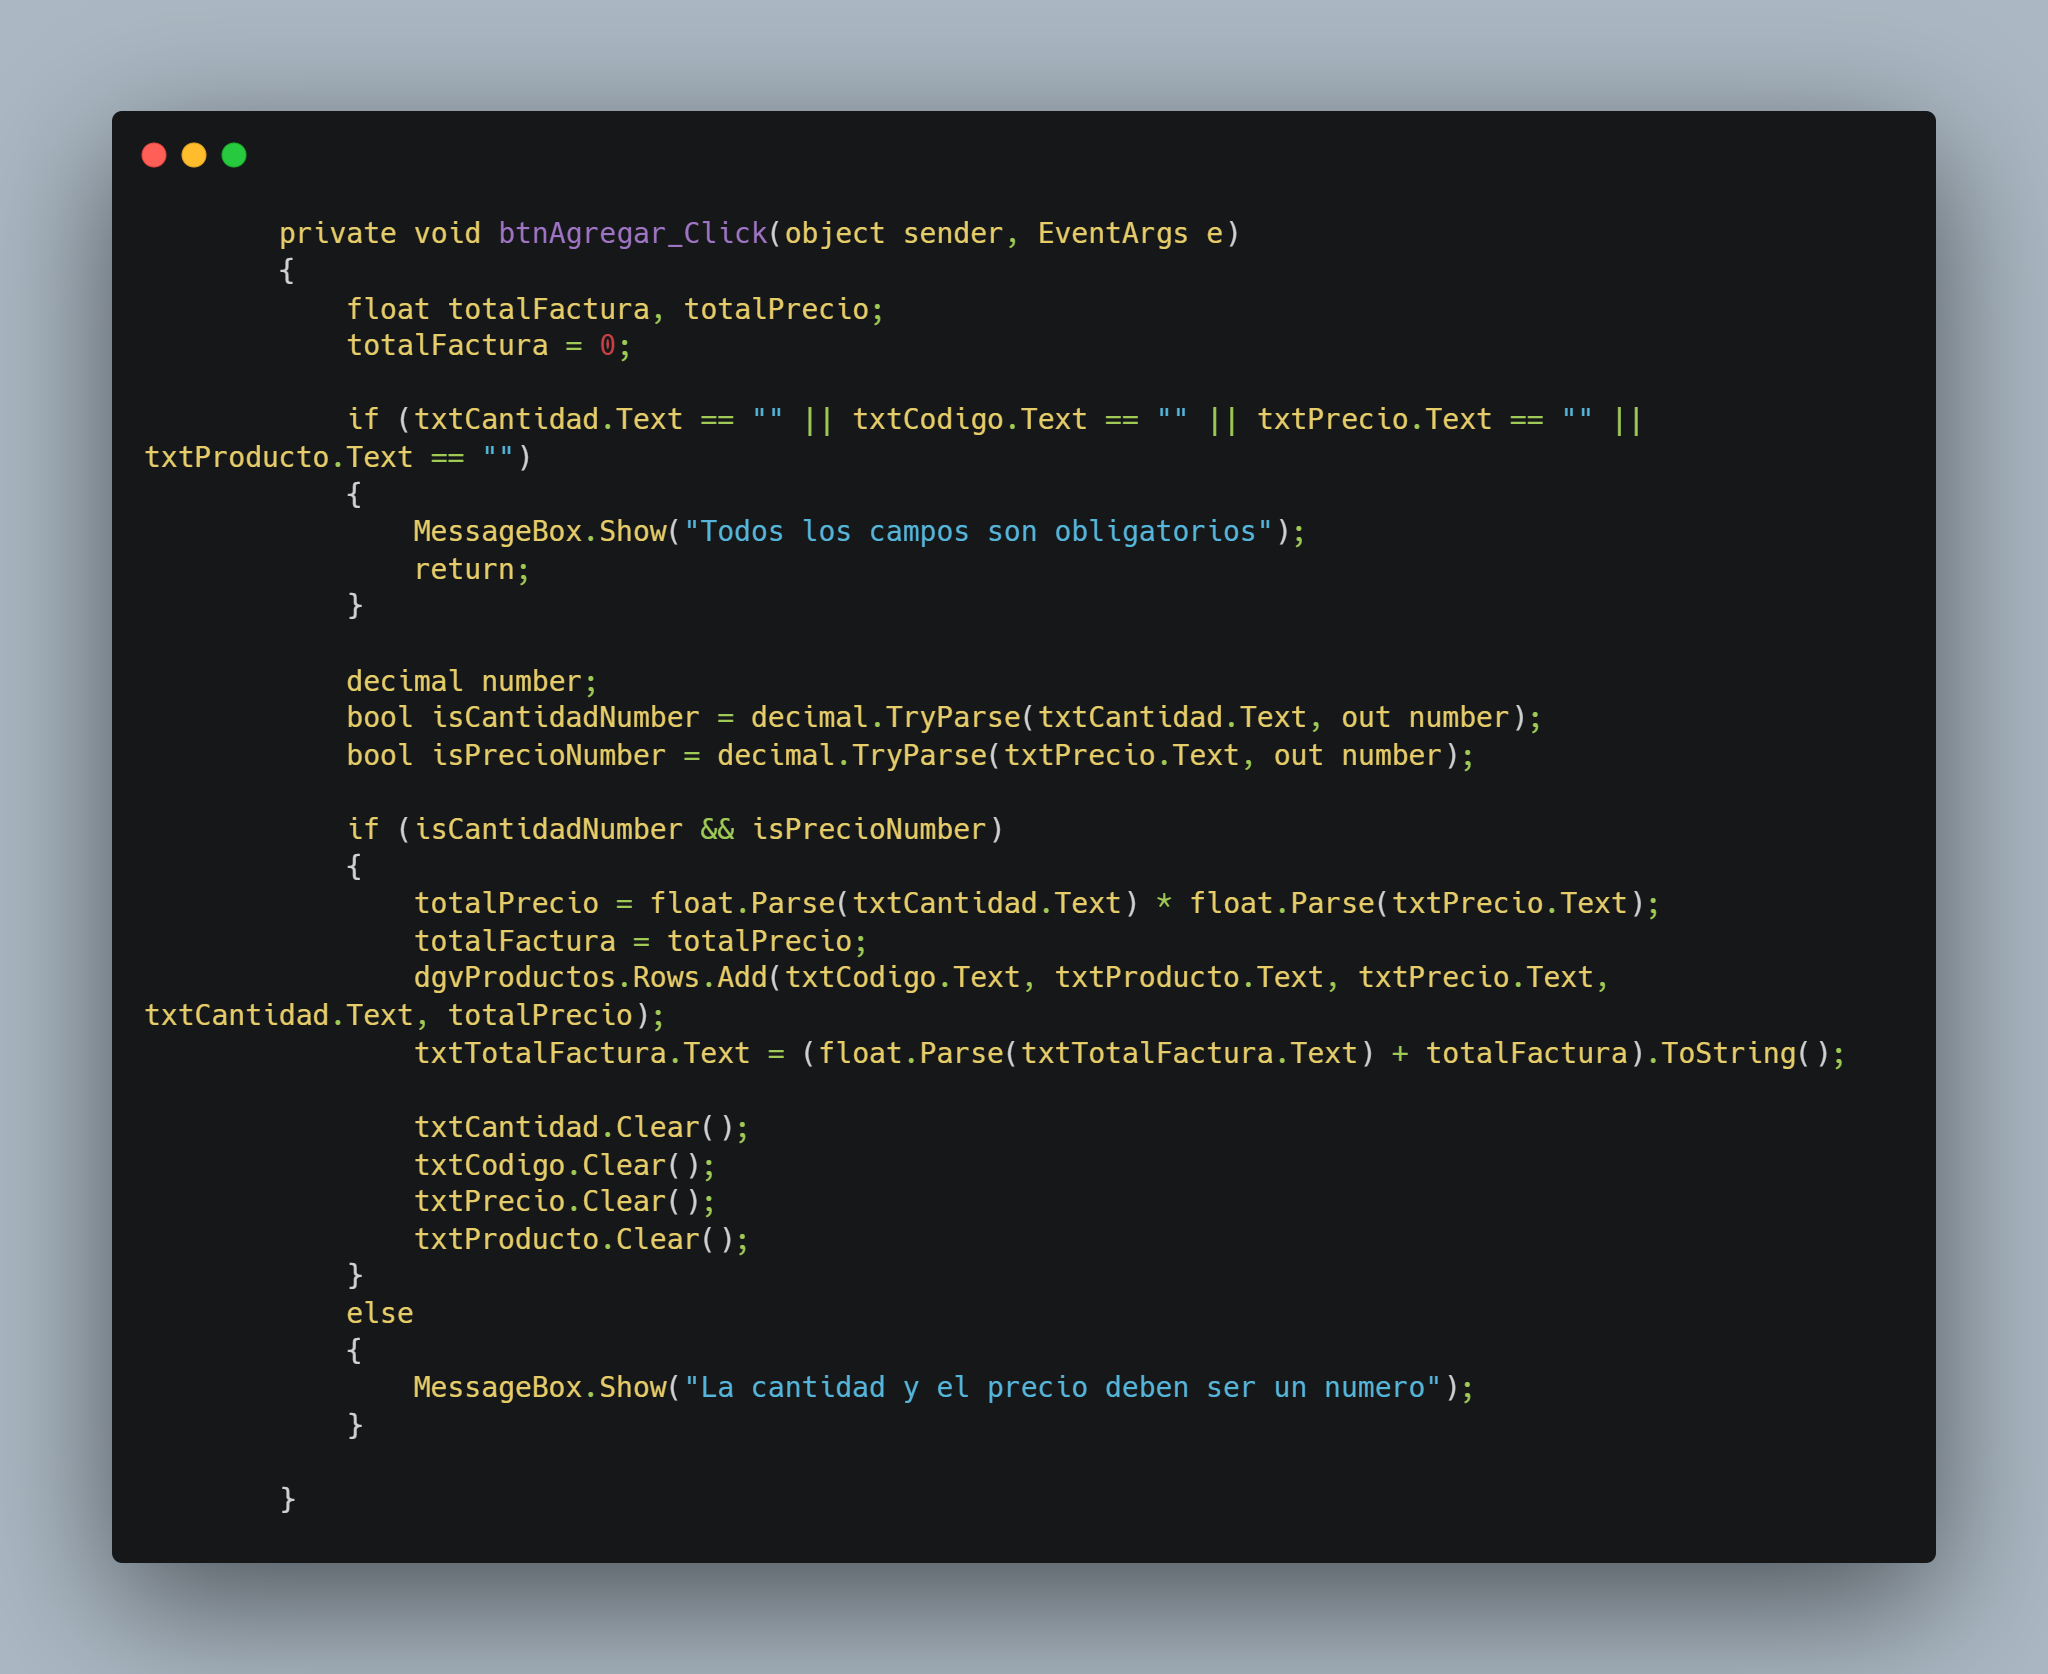 private void btnAgregar_Click(object sender, EventArgs e)
{
float totalFactura, totalPrecio;
totalFactura = 0;
if (txtCantidad.Text == "" || txtCodigo.Text == "" || txtPrecio.Text == "" ||
txtProducto.Text == "")
{
MessageBox.Show("Todos los campos son obligatorios");
return;
}
decimal number;
bool isCantidadNumber = decimal.TryParse(txtCantidad.Text, out number);
bool isPrecioNumber = decimal.TryParse(txtPrecio.Text, out number);
if (isCantidadNumber && isPrecioNumber)
{
totalPrecio = float.Parse(txtCantidad.Text) * float.Parse(txtPrecio.Text);
totalFactura = totalPrecio;
dgvProductos.Rows.Add(txtCodigo.Text, txtProducto.Text, txtPrecio.Text,
txtCantidad.Text, totalPrecio);
txtTotalFactura.Text = (float.Parse(txtTotalFactura.Text) + totalFactura).ToString();
txtCantidad.Clear();
txtCodigo.Clear();
txtPrecio.Clear();
txtProducto.Clear();
}
else
{
MessageBox.Show("La cantidad y el precio deben ser un numero");
}
}